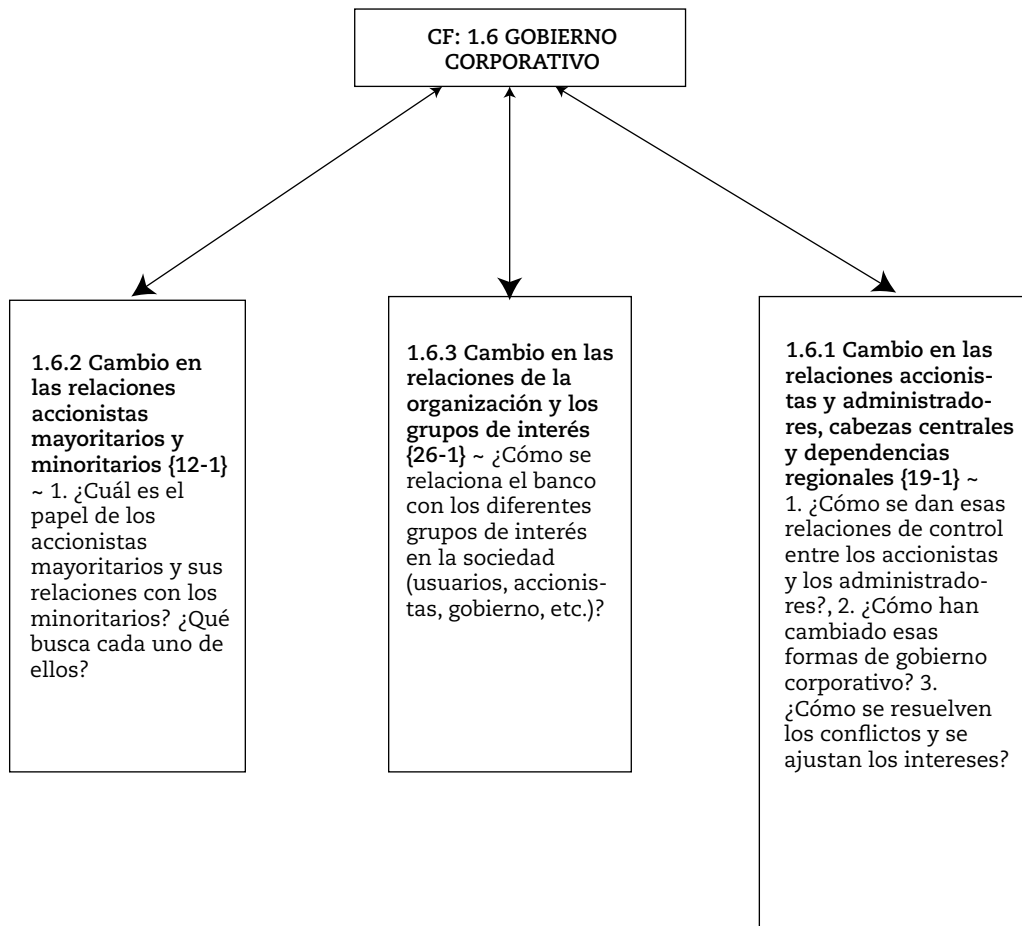 CF: 1.6 GOBIERNO
CORPORATIVO
1.6.2 Cambio en
las relaciones
accionistas
mayoritarios y
minoritarios {12-1}
~ 1. ¿Cuál es el
papel de los
accionistas
mayoritarios y sus
relaciones con los
minoritarios? ¿Qué
busca cada uno de
ellos?
1.6.3 Cambio en las
relaciones de la
organización y los
grupos de interés
{26-1} ~ ¿Cómo se
relaciona el banco
con los diferentes
grupos de interés
en la sociedad
(usuarios, accionis-
tas, gobierno, etc.)?
1.6.1 Cambio en las
relaciones accionis-
tas y administrado-
res, cabezas centrales
y dependencias
regionales {19-1} ~
1. ¿Cómo se dan esas
relaciones de control
entre los accionistas
y los administrado-
res?, 2. ¿Cómo han
cambiado esas
formas de gobierno
corporativo? 3.
¿Cómo se resuelven
los conflictos y se
ajustan los intereses?